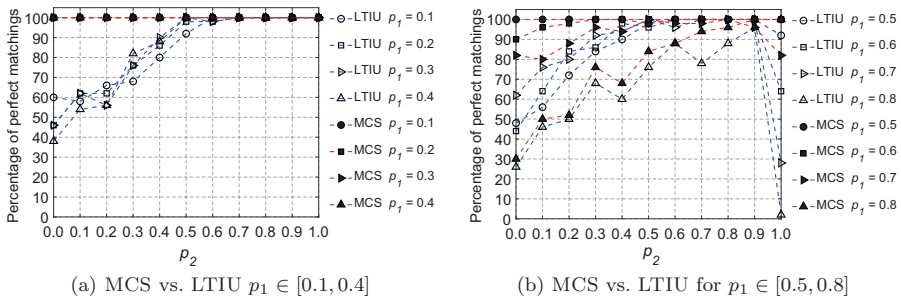 Percentage of perfect matchings
100
90
80
70
60
50
40
30
20
10
0
0.0 0.1 0.2 0.3 0.4 0.5 0.6 0.7 0.8 0.9 1.0
p2
LTIU p1 = 0.1
LTIU p1 = 0.2
LTIU p1 = 0.3
LTIU p1 = 0.4
MCS p1 = 0.1
MCS p1 = 0.2
MCS p1 = 0.3
MCS p1 = 0.4
(a) MCS vs. LTIU p1 ∈ [0.1, 0.4]
Percentage of perfect matchings
100
90
80
70
60
50
40
30
20
10
0
0.0 0.1 0.2 0.3 0.4 0.5 0.6 0.7 0.8 0.9 1.0
p2
LTIU p1 = 0.5
LTIU p1 = 0.6
LTIU p1 = 0.7
LTIU p1 = 0.8
MCS p1 = 0.5
MCS p1 = 0.6
MCS p1 = 0.7
MCS p1 = 0.8
(b) MCS vs. LTIU for p1 ∈ [0.5, 0.8]